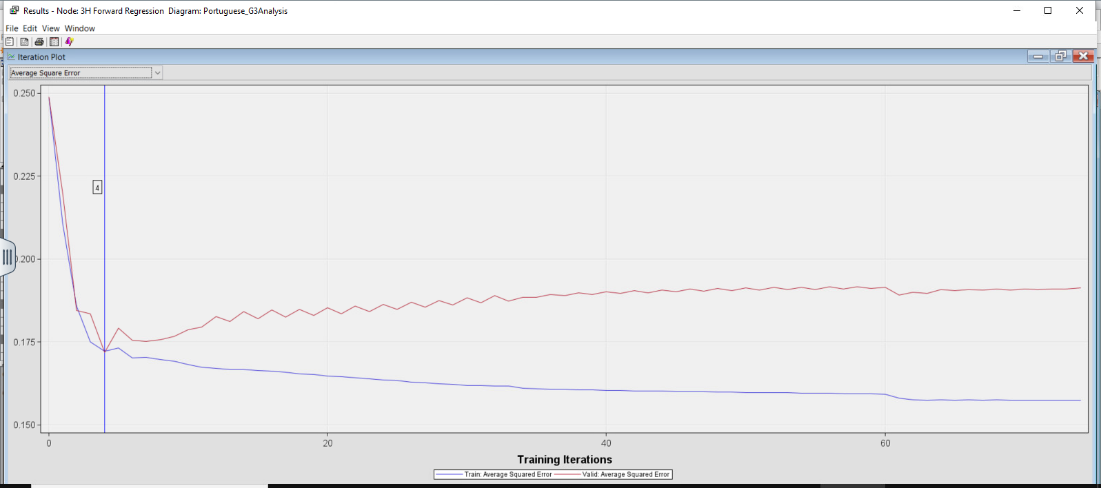 Results - Node: 3H Forward Regression Diagram: Portuguese_G3Analysis
File Edit View Window
Iteration Plot
Average Square Error
0.250
0.225
0.200
0.175
0.150
4
0 20 40 60
Training Iterations
Train: Average Squared Error Valid: Average Squared Error